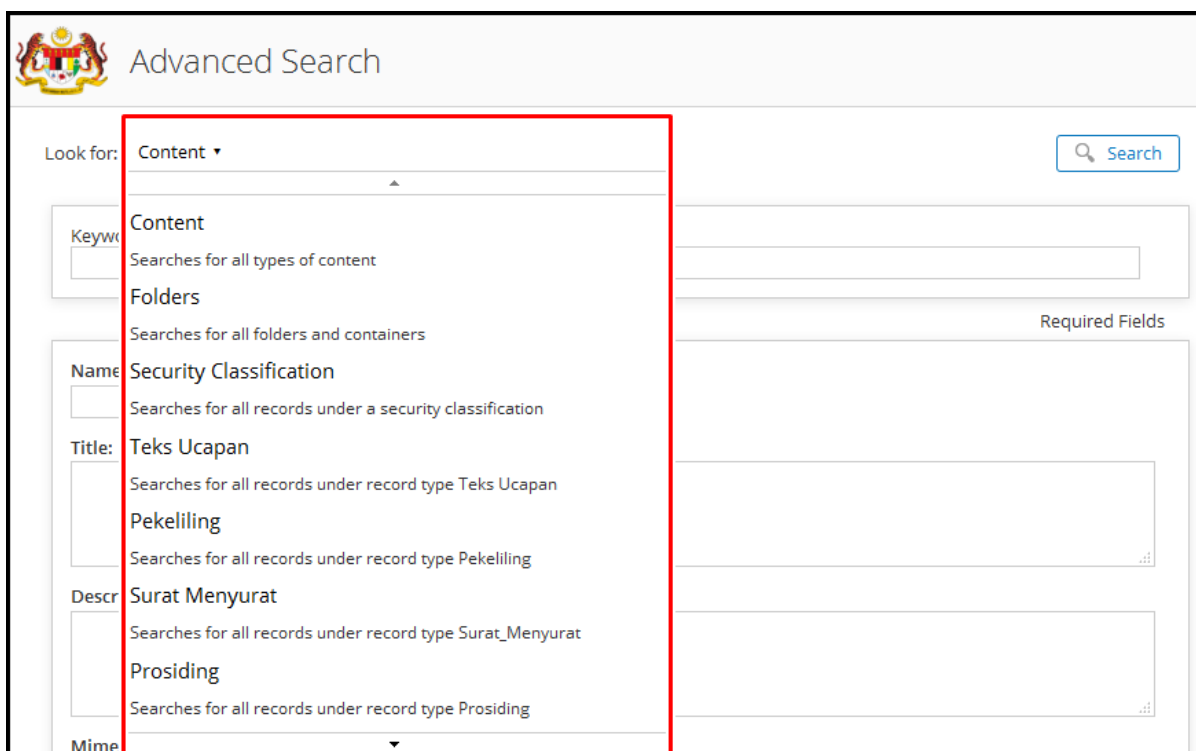 Advanced Search
Look for: Content
Search
Content
Keywo
Searches for all types of content
Folders
Searches for all folders and containers
Required Fields
Name Security Classification
Searches for all records under a security classification
Title: Teks Ucapan
Searches for all records under record type Teks Ucapan
Pekeliling
Searches for all records under record type Pekeliling
Descr Surat Menyurat
Searches for all records under record type Surat_Menyurat
Prosiding
Searches for all records under record type Prosiding
Mime